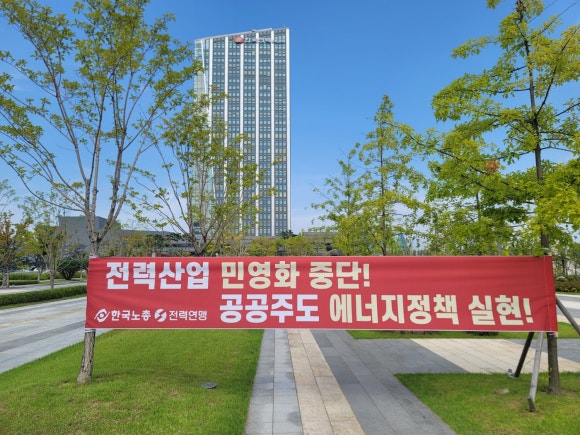 전력산업 민영화 중단!
공공주도 에너지정책 실현!
한국노총 전력연맹